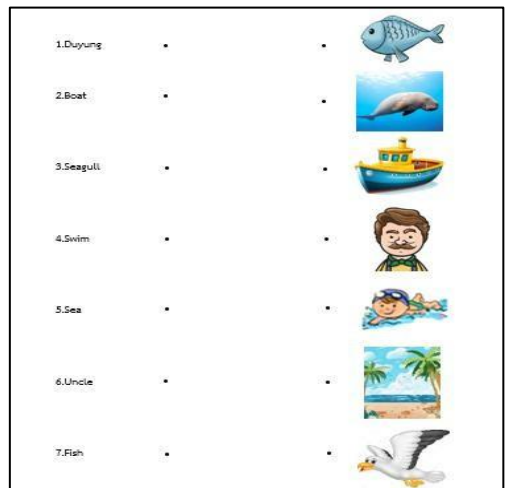 1.Duyung
2.Boat
3.Seagull
4.Swim
5.Sea
6.Uncle
7.Fish